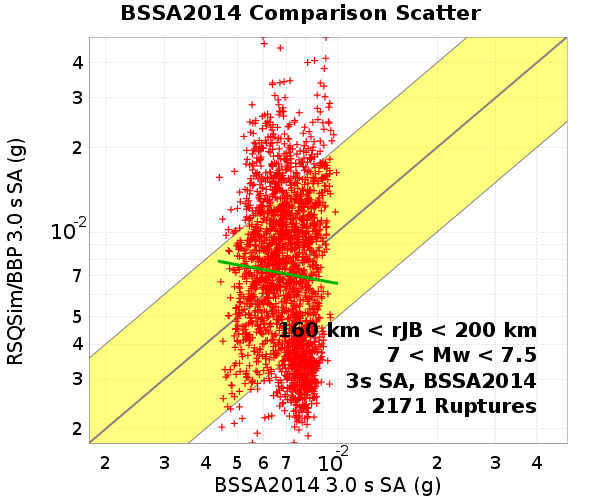 BSSA2014 Comparison Scatter
RSQSim/BBP 3.0 s SA (g)
4
3
2
10-2
7
5
4
3
2
160 km < rJB < 200 km
7 < Mw < 7.5
3s SA, BSSA2014
2171 Ruptures
2 3 4 5 6 7 10-2 2 3 4
BSSA2014 3.0 s SA (g)